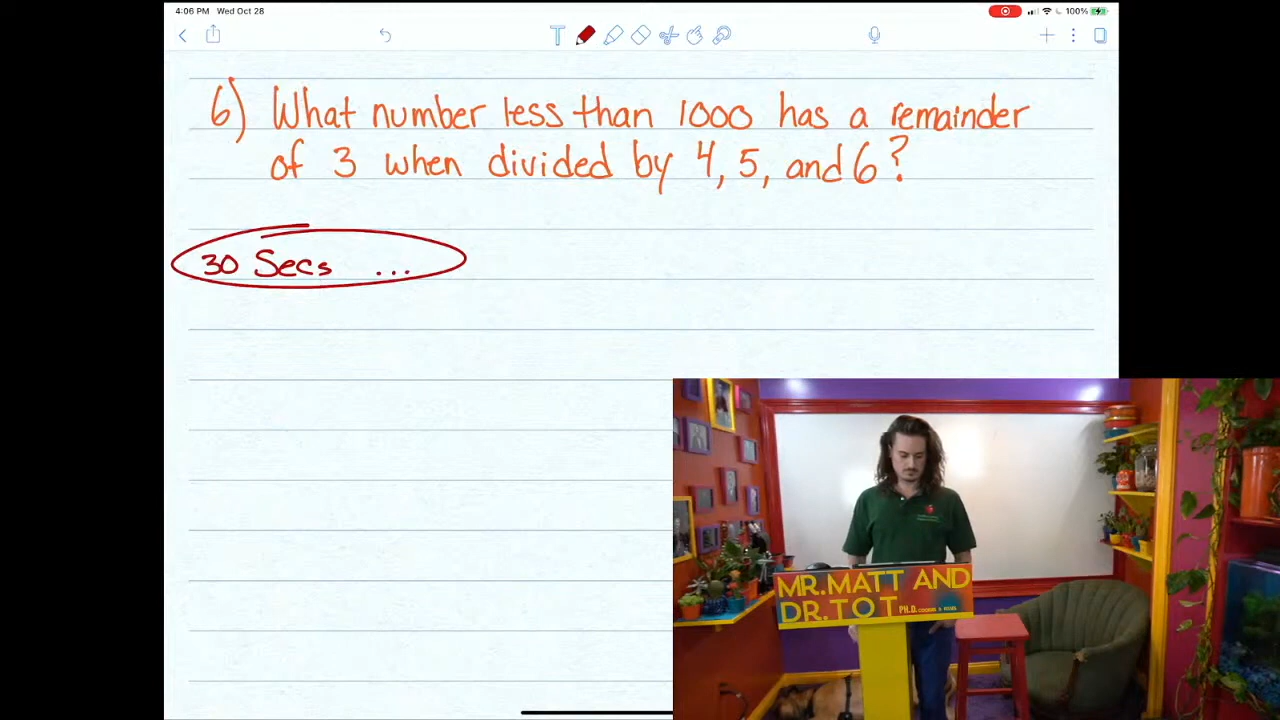 4:06 PM Wed Oct 28
100%
6) What number less than 1000 has a remainder
of 3 when divided by 4, 5, and 6?
30 Secs ...
MR.MATT AND
DR.TOT PH.D.